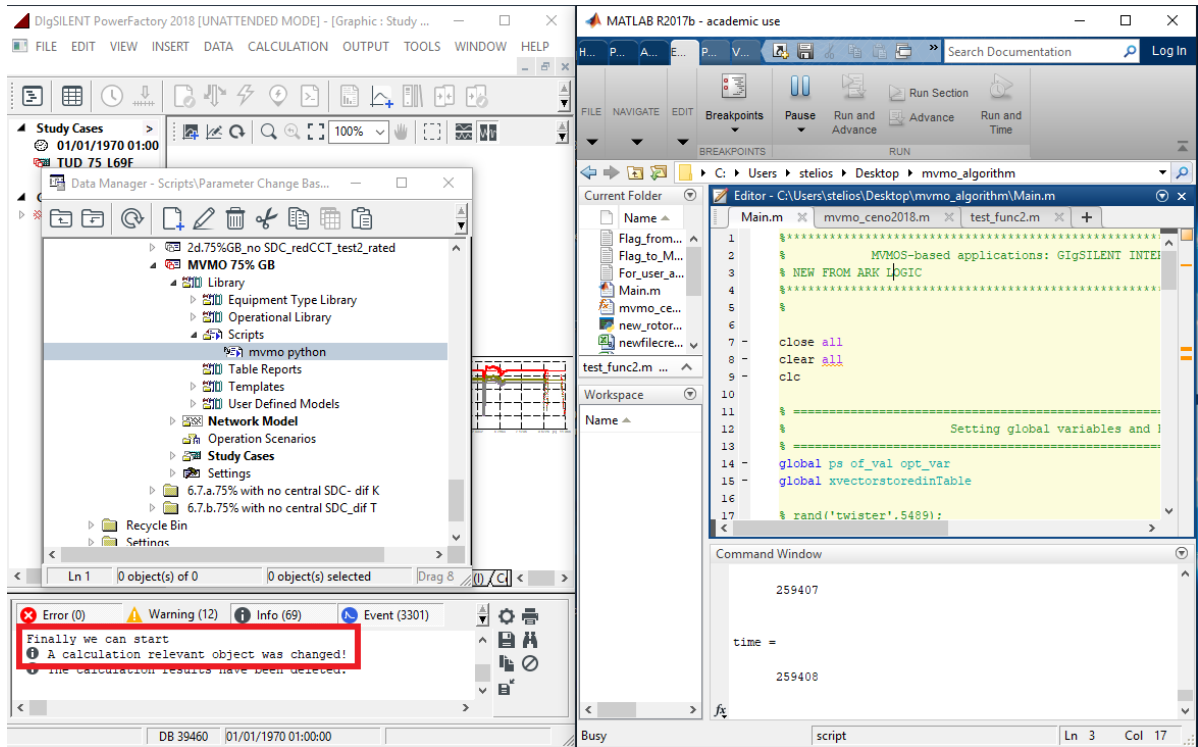 DIgSILENT PowerFactory 2018 [UNATTENDED MODE] - [Graphic : Study ...
FILE EDIT VIEW INSERT DATA CALCULATION OUTPUT TOOLS WINDOW HELP
Study Cases >
100%
01/01/1970 01:00
TUD_75_L69F
Data Manager - Scripts\Parameter Change Bas...
2d.75%GB_no SDC_redCCT_test2_rated
MVMO 75% GB
Library
Equipment Type Library
Operational Library
Scripts
mvmo python
Table Reports
Templates
User Defined Models
Network Model
Operation Scenarios
Study Cases
Settings
6.7.a.75% with no central SDC- dif K
6.7.b.75% with no central SDC_dif T
Recycle Bin
Settings
Ln 1 0 object(s) of 0 0 object(s) selected Drag 8
Error (0) Warning (12) Info (69) Event (3301)
Finally we can start
A calculation relevant object was changed!
The calculation results have been deleted.
DB 39460 01/01/1970 01:00:00
MATLAB R2017b - academic use
H... P... A... E... P... V... Search Documentation Log In
FILE NAVIGATE EDIT Breakpoints Pause Run and Advance Run Section Advance Run and Time
BREAKPOINTS RUN
C: Users stelios Desktop mvmo_algorithm
Current Folder
Name
Flag_from...
Flag_to_M...
For_user_a...
Main.m
mvmo_ce...
new_rotor...
newfilecre...
test_func2.m ...
Workspace
Name
Editor - C:\Users\stelios\Desktop\mvmo_algorithm\Main.m
Main.m mvmo_ceno2018.m test_func2.m +
1 %******************************************************
2 % MVMOS-based applications: GIgSILENT INTE
3 % NEW FROM ARK LOGIC
4 %******************************************************
5 %
6
7 - close all
8 - clear all
9 - clc
10
11 % ====================================================
12 % Setting global variables and
13 % ====================================================
14 - global ps of_val opt_var
15 - global xvectorstoredinTable
16
17 % rand('twister',5489);
Command Window
259407
time =
259408
fx
Busy script Ln 3 Col 17